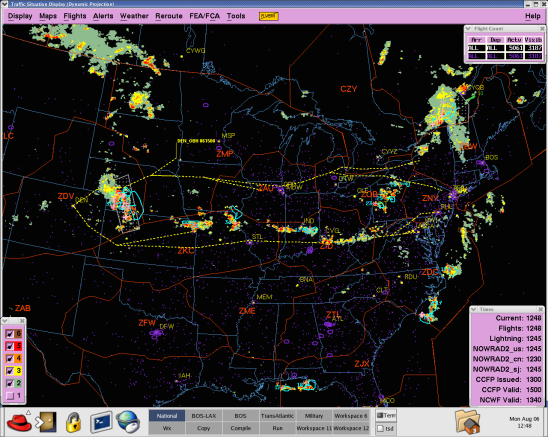 Traffic Situation Display (Dynamic Projection)
Display Maps Flights Alerts Weather Reroute FEA/FCA Tools Help
Flight Count
Arr Dep Actv Visib
ALL ALL 5061 3187
CYWG
CZY
MSP
ZMP
CYYZ
BOS
ZDV
DEN
ZAU
ZOB
ZNY
IND
STL
ZID
ZKC
ZDC
RDU
BNA
CLT
MEM
ZME
ZAB
ZFW
DFW
ZTL
ATL
IAH
ZJX
MCO
6
5
4
3
2
1
Times
Current: 1248
Flights: 1248
Lightning: 1245
NOWRAD2_us: 1245
NOWRAD2_cn: 1230
NOWRAD2_sj: 1245
CCFP Issued: 1300
CCFP Valid: 1500
NCWF Valid: 1340
National BOS-LAX BOS TransAtlantic Military Workspace 6
Wx Copy Compile Run Workspace 11 Workspace 12
Term
tsd
Mon Aug 06
12:48